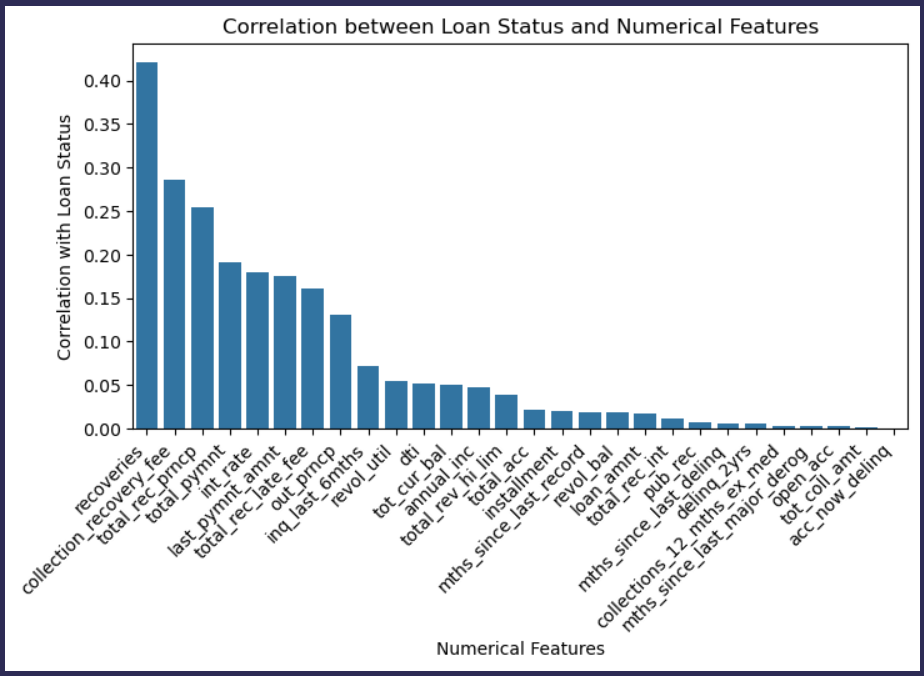 Correlation between Loan Status and Numerical Features
Correlation with Loan Status
0.40
0.35
0.30
0.25
0.20
0.15
0.10
0.05
0.00
recoveries
collection_recovery_fee
total_rec_prncp
total_pymnt
int_rate
last_pymnt_amnt
total_rec_late_fee
out_prncp
inq_last_6mths
revol_util
dti
tot_cur_bal
annual_inc
total_rev_hi_lim
total_acc
installment
mths_since_last_record
revol_bal
loan_amnt
total_rec_int
pub_rec
mths_since_last_delinq
delinq_2yrs
collections_12_mths_ex_med
mths_since_last_major_derog
open_acc
tot_coll_amt
acc_now_delinq
Numerical Features